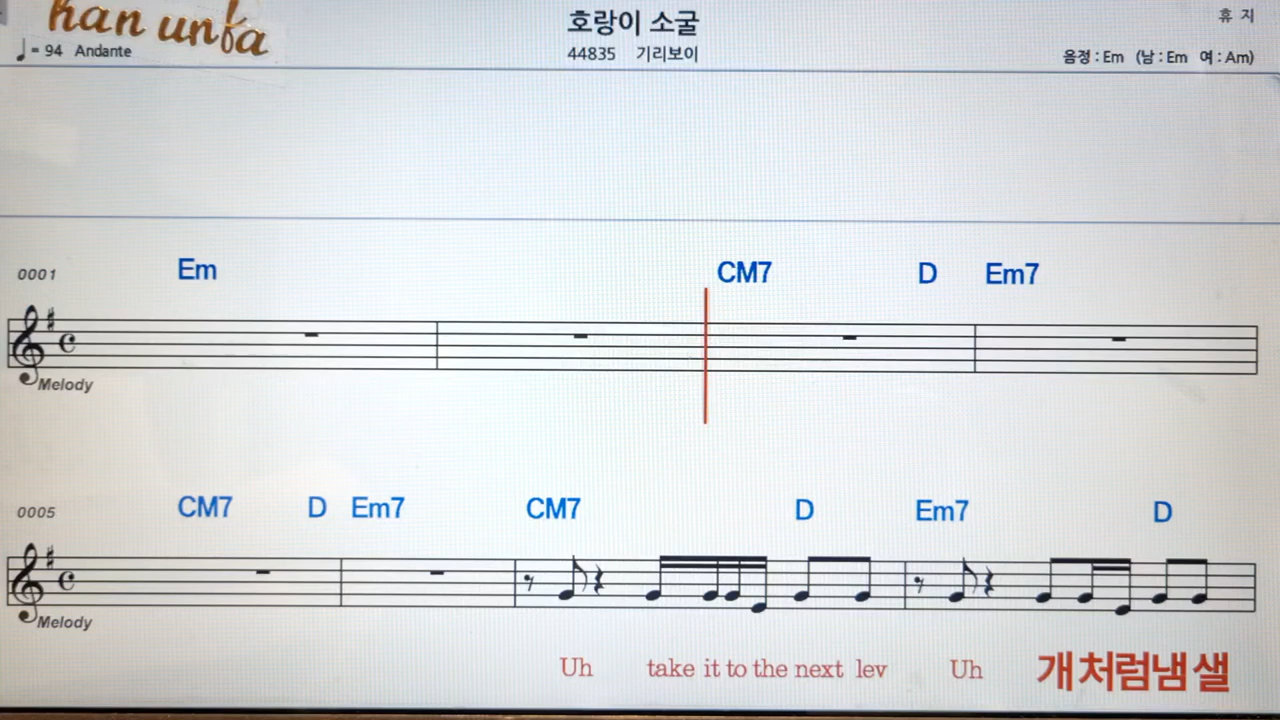 han unfa
호랑이 소굴
휴 지
♩= 94 Andante
44835 기리보이
음정 : Em (남 : Em 여 : Am)
0001 Em CM7 D Em7
Melody
0005 CM7 D Em7 CM7 D Em7 D
Melody
Uh take it to the next lev Uh 개처럼냄샐